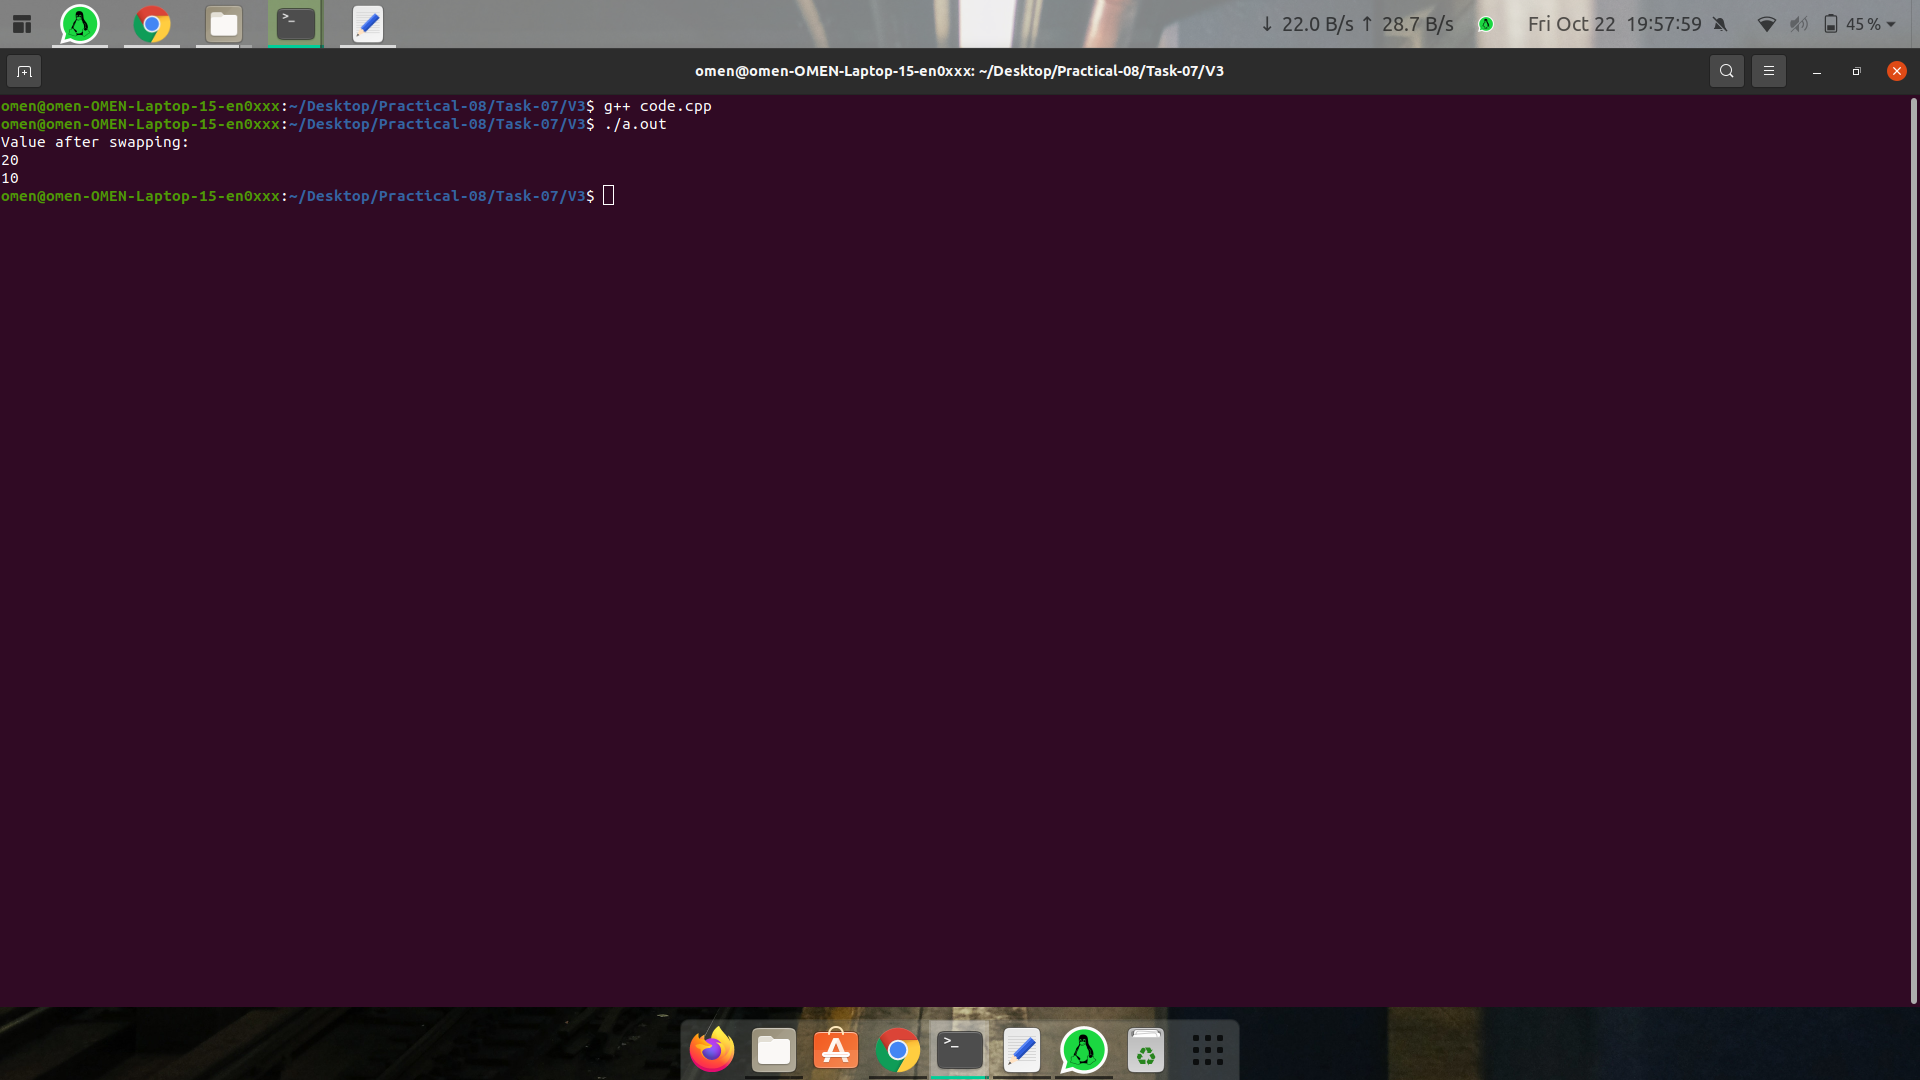 ↓ 22.0 B/s ↑ 28.7 B/s Fri Oct 22 19:57:59 45 %
omen@omen-OMEN-Laptop-15-en0xxx: ~/Desktop/Practical-08/Task-07/V3
omen@omen-OMEN-Laptop-15-en0xxx:~/Desktop/Practical-08/Task-07/V3$ g++ code.cpp
omen@omen-OMEN-Laptop-15-en0xxx:~/Desktop/Practical-08/Task-07/V3$ ./a.out
Value after swapping:
20
10
omen@omen-OMEN-Laptop-15-en0xxx:~/Desktop/Practical-08/Task-07/V3$